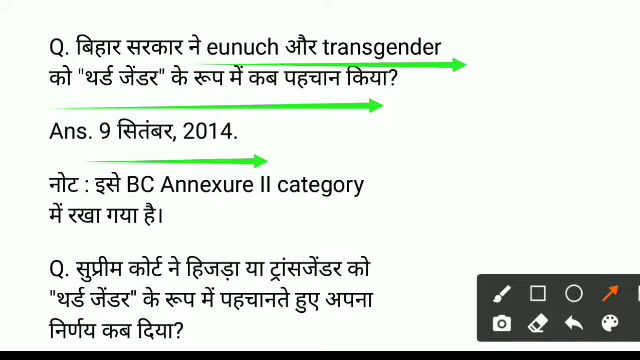 Q. बिहार सरकार ने eunuch और transgender
को "थर्ड जेंडर" के रूप में कब पहचान किया?
Ans. 9 सितंबर, 2014.
नोट : इसे BC Annexure II category
में रखा गया है।
Q. सुप्रीम कोर्ट ने हिजड़ा या ट्रांसजेंडर को
"थर्ड जेंडर" के रूप में पहचानते हुए अपना
निर्णय कब दिया?